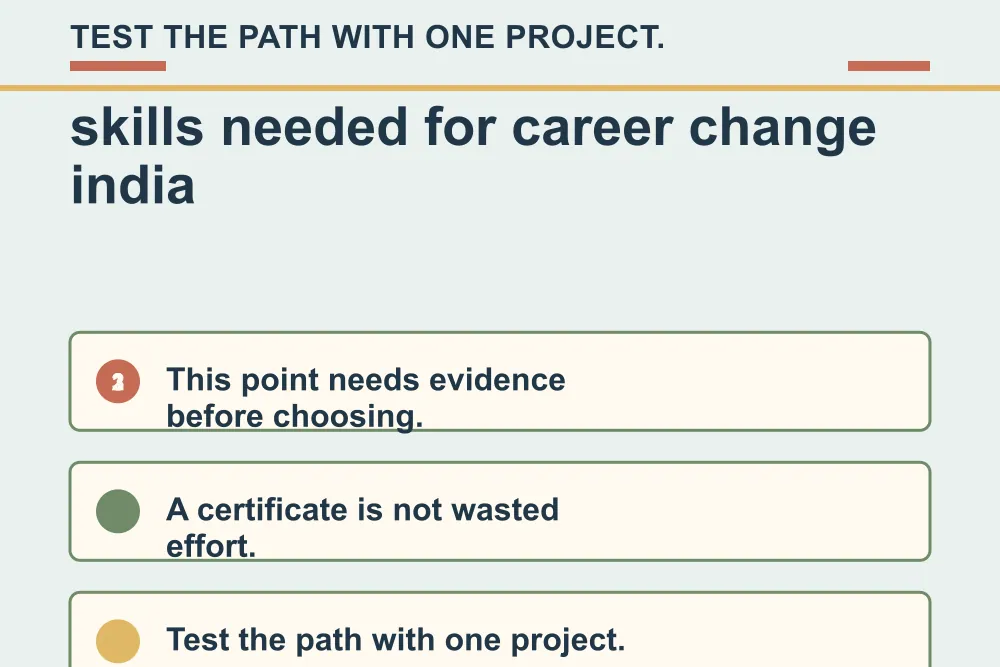 TEST THE PATH WITH ONE PROJECT.
skills needed for career change
india
This point needs evidence
before choosing.
A certificate is not wasted
effort.
Test the path with one project.